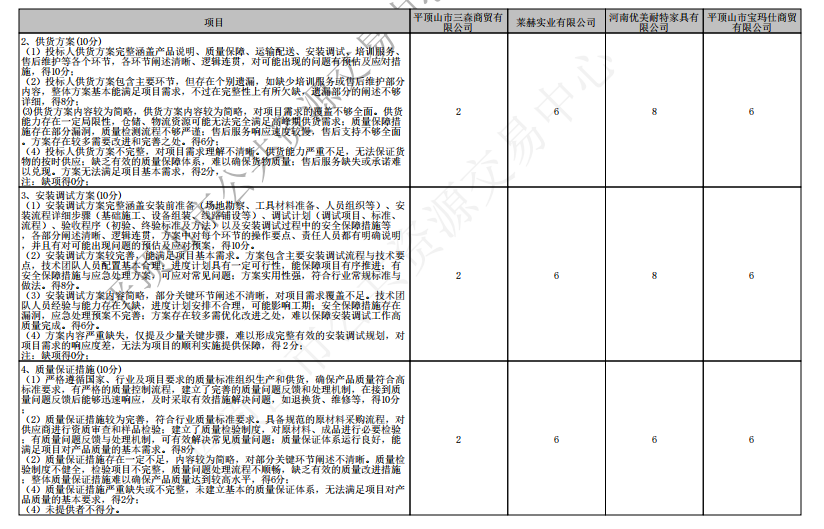 项目
平顶山市三森商贸有
限公司
莱赫实业有限公司
河南优美耐特家具有
限公司
平顶山市宝玛仕商贸
有限公司
2、供货方案(10分)
（1）投标人供货方案完整涵盖产品说明、质量保障、运输配送、安装调试、培训服务、
售后维护等各个环节，各环节阐述清晰、逻辑连贯，对可能出现的问题有预估及应对措
施，得10分；
（2）投标人供货方案包含主要环节，但存在个别遗漏，如缺少培训服务或售后维护部分
内容，整体方案基本能满足项目需求，不过在完整性上有所欠缺，遗漏部分的阐述不够
详细，得8分；
(3)供货方案内容较为简略，供货方案内容较为简略，对项目需求的覆盖不够全面。供货
能力存在一定局限性，仓储、物流资源可能无法完全满足高峰期供货需求；质量保障措
施存在部分漏洞，质量检测流程不够严谨；售后服务响应速度较慢，售后支持不够全面
。方案存在较多需要改进和完善之处。得6分；
（4）投标人供货方案不完整，对项目需求理解不清晰。供货能力严重不足，无法保证货
物的按时供应；缺乏有效的质量保障体系，难以确保货物质量；售后服务缺失或承诺难
以兑现。方案无法满足项目基本需求，得2分，
注：缺项得0分；
2
6
8
6
3、安装调试方案(10分)
（1）安装调试方案完整涵盖安装前准备（场地勘察、工具材料准备、人员组织等）、安
装流程详细步骤（基础施工、设备组装、线路铺设等）、调试计划（调试项目、标准、
流程）、验收程序（初验、终验标准及方法）以及安装调试过程中的安全保障措施等
，各部分阐述清晰、逻辑连贯，方案中对每个环节的操作要点、责任人员都有明确说明
，并且有对可能出现问题的预估及应对预案，得10分。
（2）安装调试方案较完善，能满足项目基本需求。方案包含主要安装调试流程与技术要
点，技术团队人员配置基本合理；进度计划具有一定可行性，能保障项目有序推进；有
安全保障措施与应急处理方案，可应对常见问题；方案实用性强，符合行业常规标准与
做法。得8分。
（3）安装调试方案内容简略，部分关键环节阐述不清晰，对项目需求覆盖不足。技术团
队人员经验与能力存在欠缺，进度计划安排不合理，可能影响工期；安全保障措施存在
漏洞，应急处理预案不完善；方案存在较多需优化改进之处，难以保障安装调试工作高
质量完成。得6分。
（4）方案内容严重缺失，仅提及少量关键步骤，难以形成完整有效的安装调试规划，对
项目需求的响应度差，无法为项目的顺利实施提供保障，得２分；
注：缺项得0分；
2
6
8
6
4、质量保证措施(10分)
（1）严格遵循国家、行业及项目要求的质量标准组织生产和供货，确保产品质量符合高
标准要求，有严格的质量控制流程，建立了完善的质量问题反馈和处理机制，在接到质
量问题反馈后能够迅速响应，及时采取有效措施解决问题，如退换货、维修等，得10分
；
（2）质量保证措施较为完善，符合行业质量标准要求。具备规范的原材料采购流程，对
供应商进行资质审查和样品检验；建立了质量检验制度，对原材料、成品进行必要检验
；有质量问题反馈与处理机制，可有效解决常见质量问题；质量保证体系运行良好，能
满足项目对产品质量的基本要求。得8分
（2）质量保证措施存在一定不足，内容较为简略，对部分关键环节阐述不清晰。质量检
验制度不健全，检验项目不完整，质量问题处理流程不顺畅，缺乏有效的质量改进措施
；整体质量保证措施难以确保产品质量达到较高水平，得6分；
（4）质量保证措施严重缺失或不完整，未建立基本的质量保证体系，无法满足项目对产
品质量的基本要求，得2分；
（4）未提供者不得分。
2
6
6
6